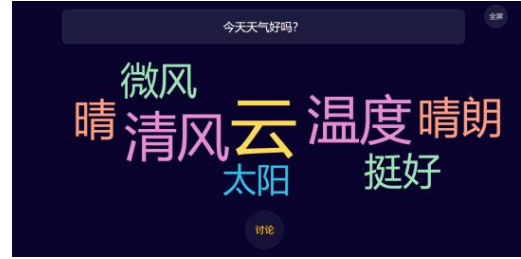 今天天气好吗?
全屏
微风
晴 清风 云 温度 晴朗
太阳 挺好
讨论